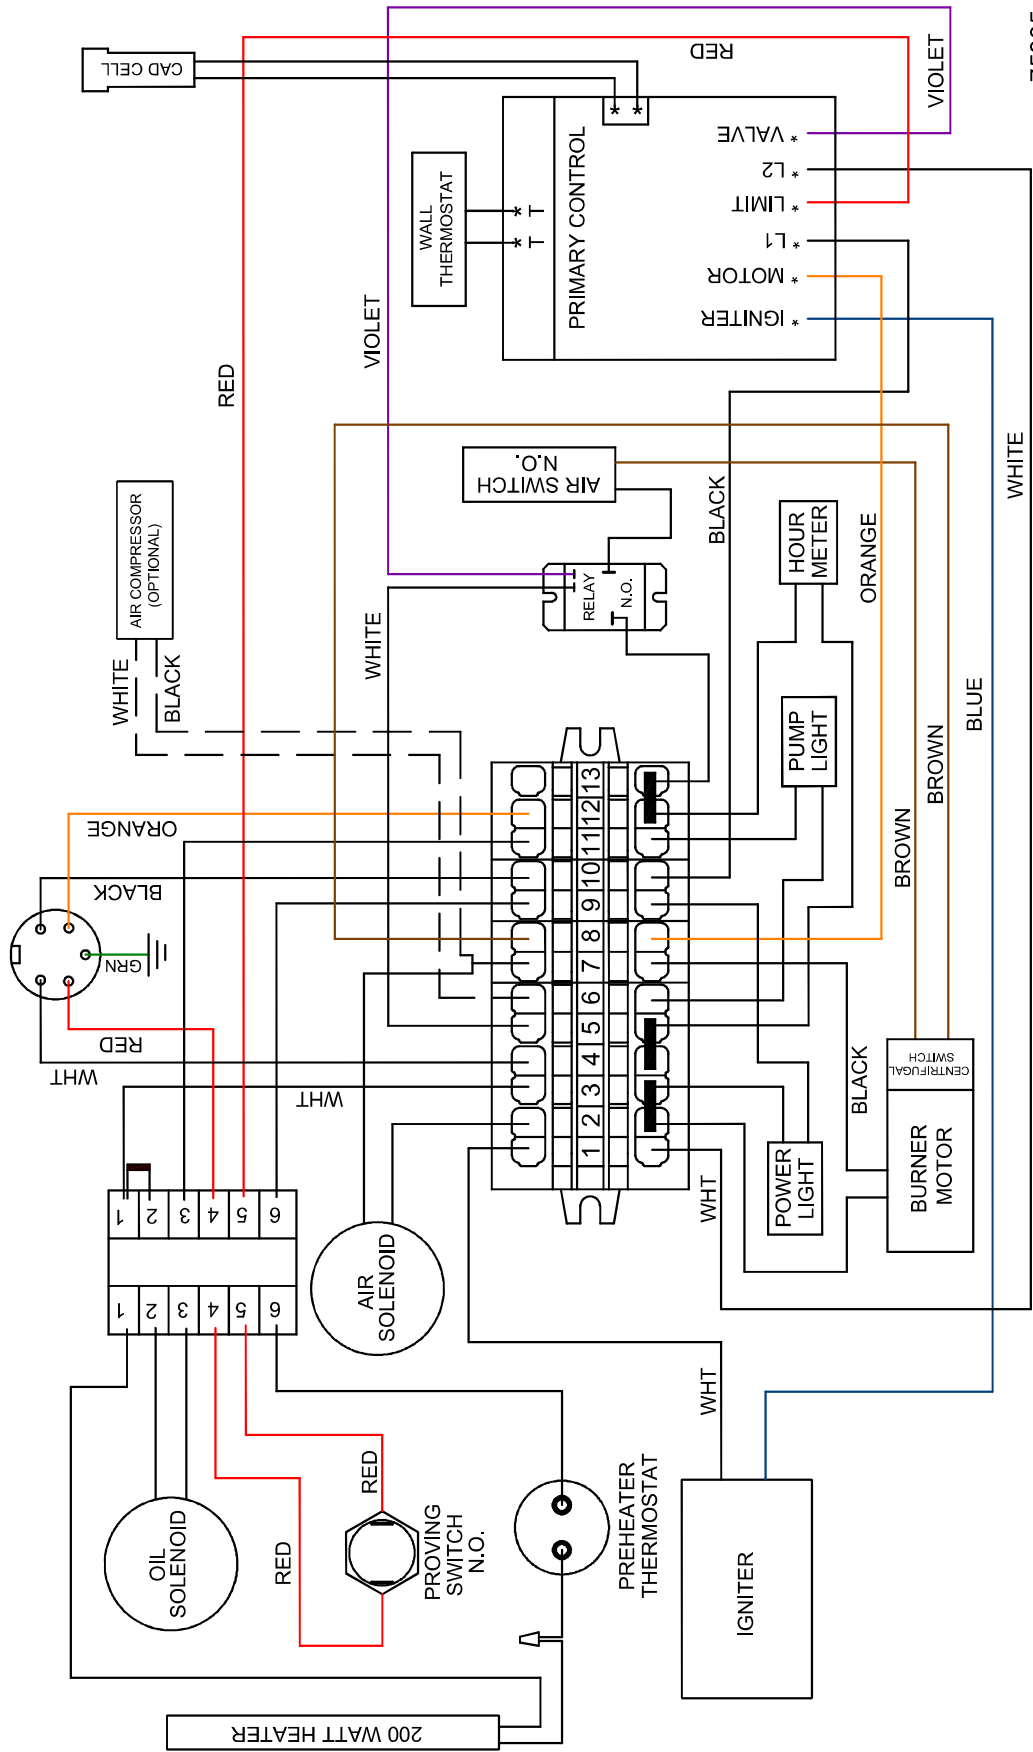 CAD CELL
RED
VIOLET
75005
WALL
THERMOSTAT
* T
* T
* *
PRIMARY CONTROL
* VALVE
* L2
* LIMIT
* L1
* MOTOR
* IGNITER
VIOLET
RED
AIR COMPRESSOR
(OPTIONAL)
WHITE
BLACK
WHITE
AIR SWITCH
N.O.
RELAY
N.O.
BLACK
HOUR
METER
ORANGE
WHITE
PUMP
LIGHT
BLUE
BROWN
BROWN
ORANGE
BLACK
GRN
RED
WHT
WHT
13
12
11
10
9
8
7
6
5
4
3
2
1
CENTRIFUGAL
SWITCH
BURNER
MOTOR
BLACK
POWER
LIGHT
WHT
1
2
3
4
5
6
1
2
3
4
5
6
AIR
SOLENOID
OIL
SOLENOID
RED
RED
PROVING
SWITCH
N.O.
PREHEATER
THERMOSTAT
WHT
IGNITER
200 WATT HEATER